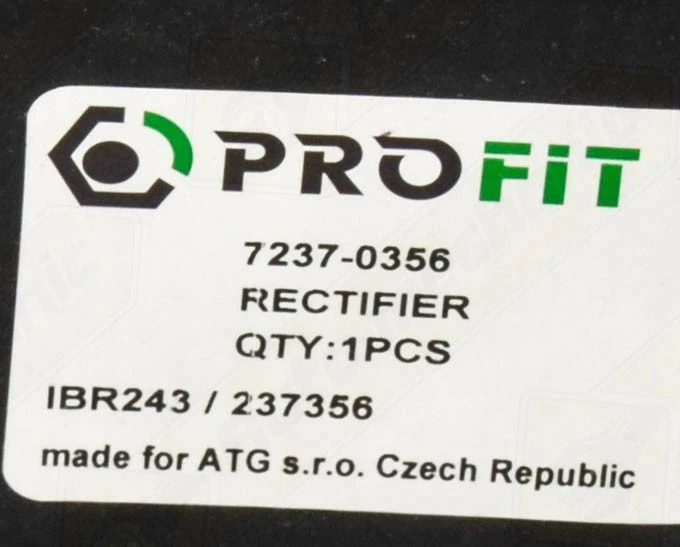 PROFIT
7237-0356
RECTIFIER
QTY:1PCS
IBR243 / 237356
made for ATG s.r.o. Czech Republic